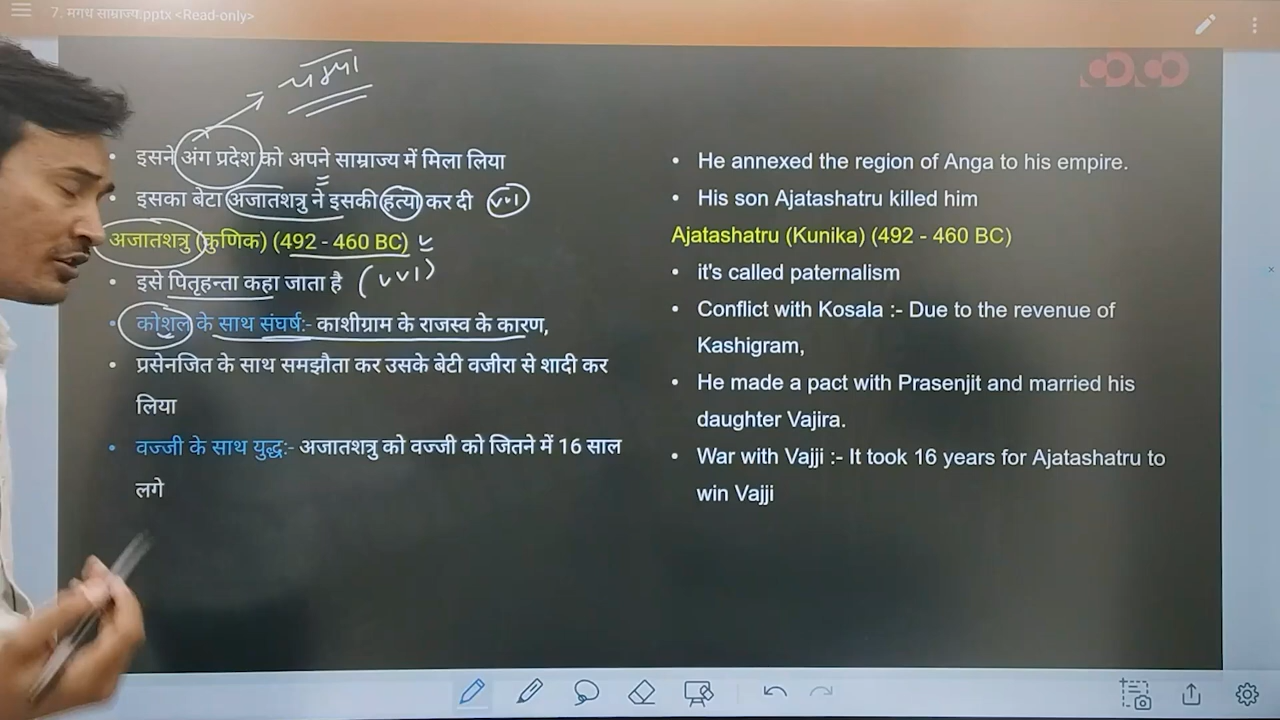 7. मगध साम्राज्य.pptx <Read-only>
चम्पा
इसने अंग प्रदेश को अपने साम्राज्य में मिला लिया
इसका बेटा अजातशत्रु ने इसकी हत्या कर दी vvI
अजातशत्रु (कुणिक) (492 - 460 BC)
इसे पितृहन्ता कहा जाता है (vvI)
कोशल के साथ संघर्ष:- काशीग्राम के राजस्व के कारण,
प्रसेनजित के साथ समझौता कर उसके बेटी वजीरा से शादी कर
लिया
वज्जी के साथ युद्ध:- अजातशत्रु को वज्जी को जितने में 16 साल
लगे
He annexed the region of Anga to his empire.
His son Ajatashatru killed him
Ajatashatru (Kunika) (492 - 460 BC)
it's called paternalism
Conflict with Kosala :- Due to the revenue of
Kashigram,
He made a pact with Prasenjit and married his
daughter Vajira.
War with Vajji :- It took 16 years for Ajatashatru to
win Vajji